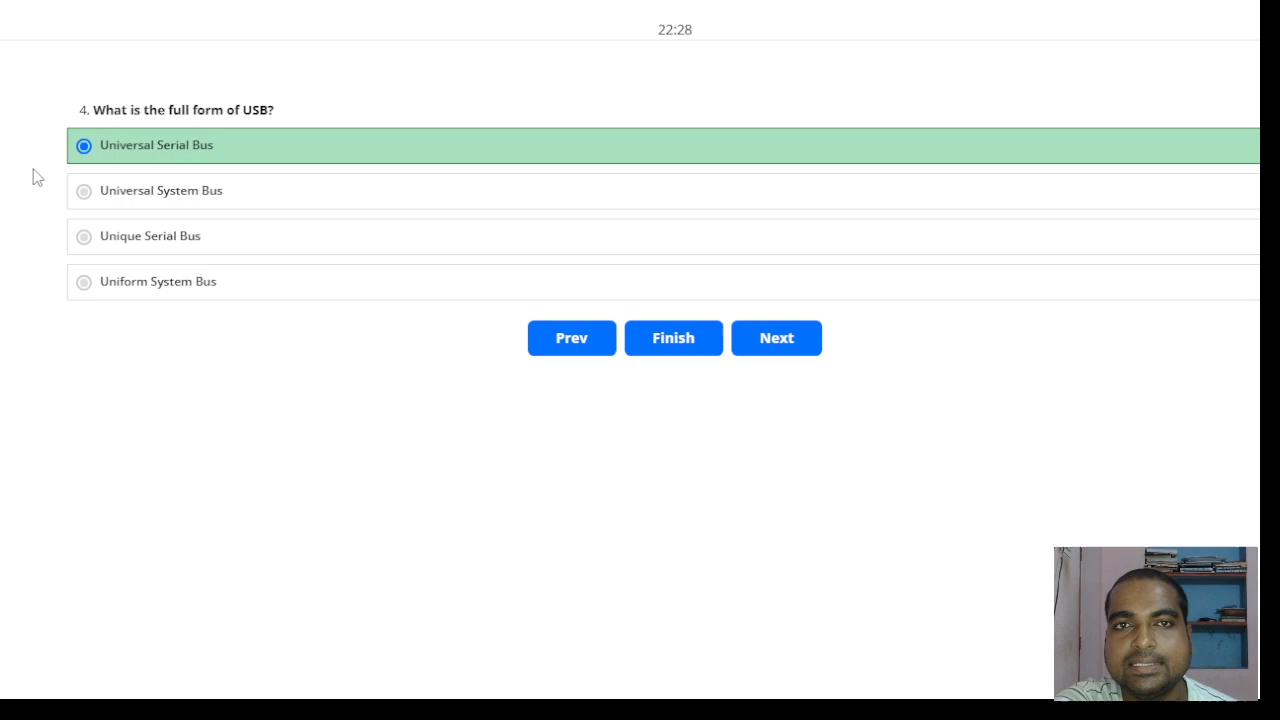 22:28
4. What is the full form of USB?
Universal Serial Bus
Universal System Bus
Unique Serial Bus
Uniform System Bus
Prev Finish Next